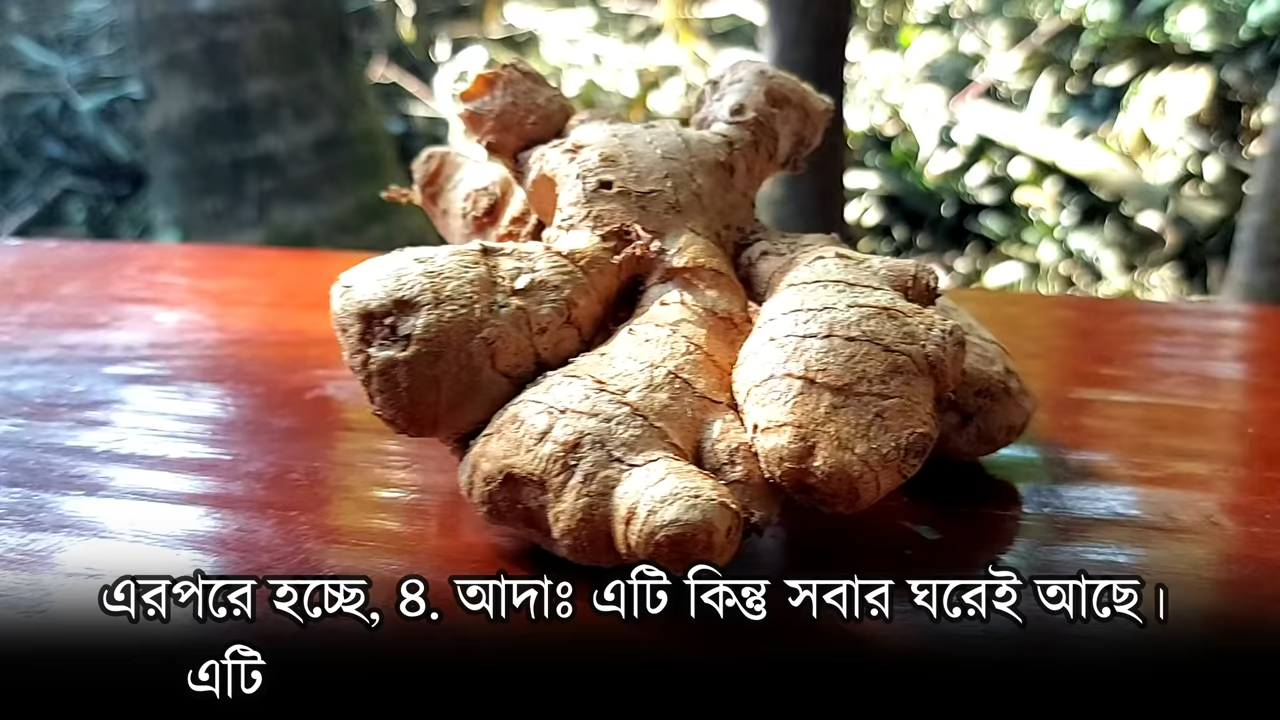 এরপরে হচ্ছে, ৪. আদাঃ এটি কিন্তু সবার ঘরেই আছে।
এটি